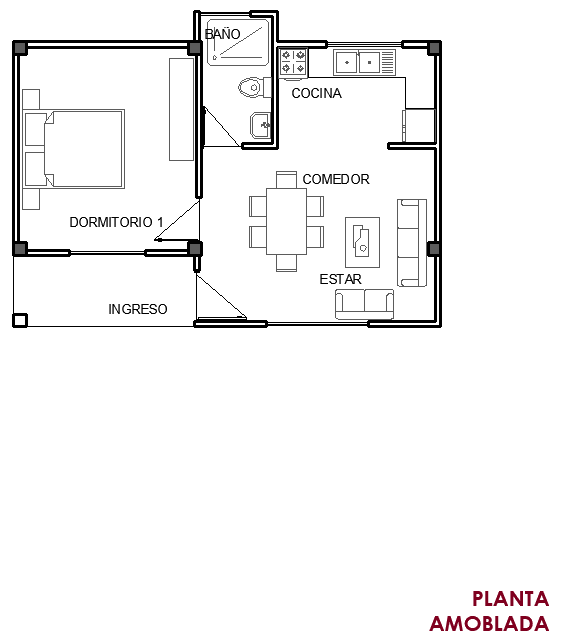 BAÑO
COCINA
COMEDOR
DORMITORIO 1
ESTAR
INGRESO
PLANTA
AMOBLADA